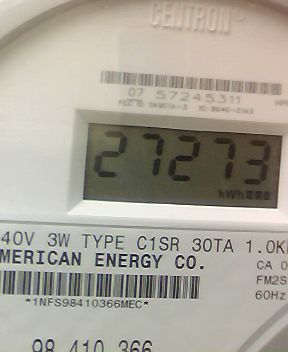 CENTRON
07 57245311
27273
kWh
40V 3W TYPE C1SR 30TA 1.0K
MERICAN ENERGY CO.
CA 0
FM2S
60Hz
*1NFS98410366MEC*
98 410 366